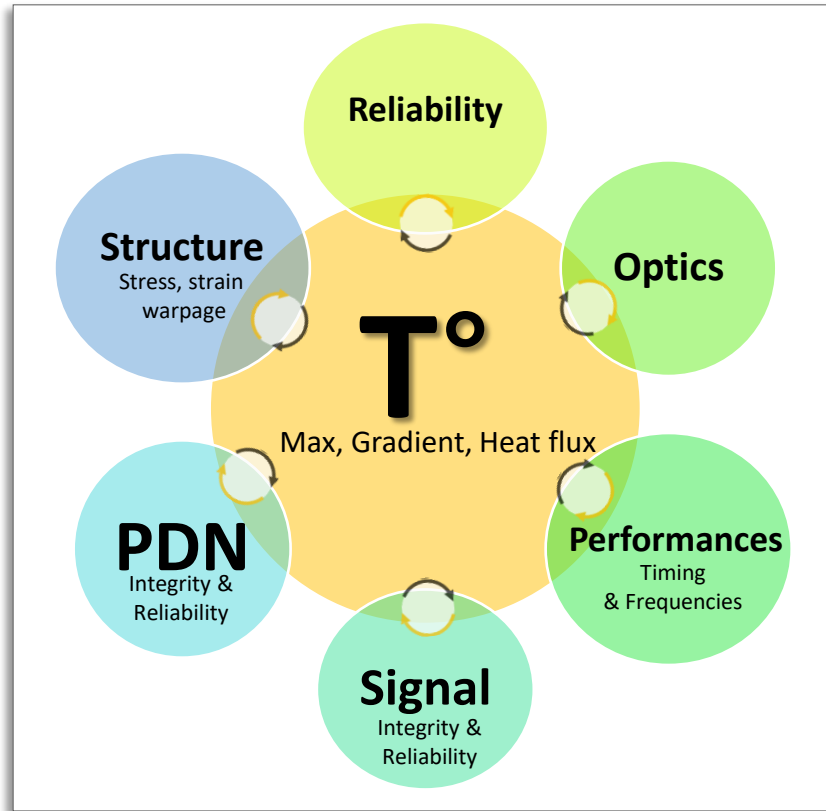 Reliability
Structure
Stress, strain
warpage
Optics
T°
Max, Gradient, Heat flux
PDN
Integrity &
Reliability
Performances
Timing
& Frequencies
Signal
Integrity &
Reliability